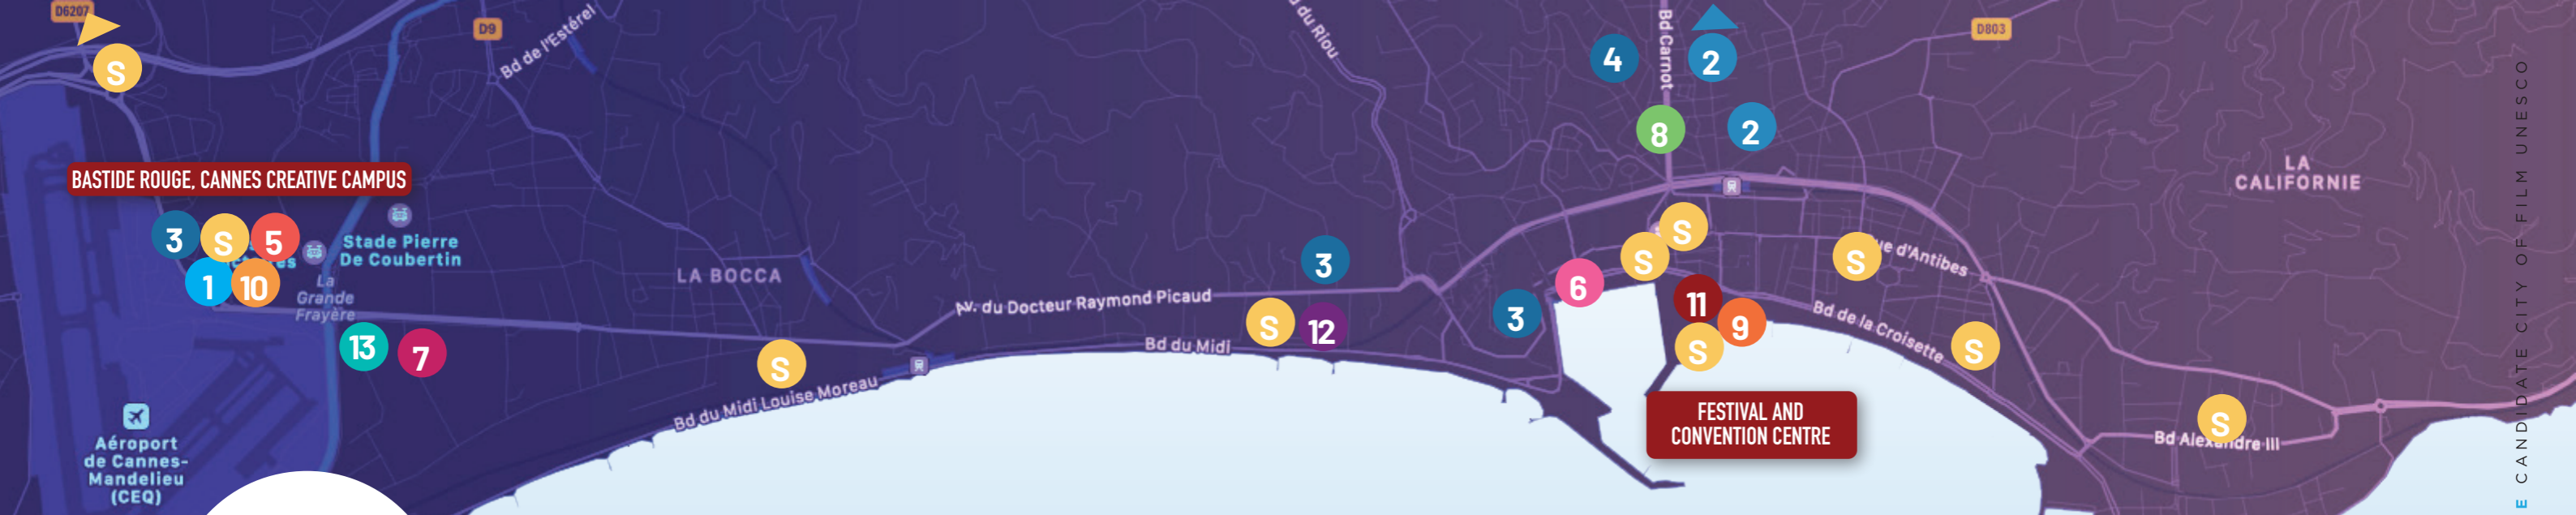 D6207
S
D9
Bd de l'Estérel
du Riou
Bd Carnot
4
2
D803
8
2
BASTIDE ROUGE, CANNES CREATIVE CAMPUS
LA
CALIFORNIE
3
S
5
Stade Pierre
De Coubertin
1
10
La
Grande
Frayère
LA BOCCA
3
Av. du Docteur Raymond Picaud
S
12
Bd du Midi
3
6
S
S
11
9
S
S
d'Antibes
Bd de la Croisette
S
13
7
S
Bd du Midi Louise Moreau
FESTIVAL AND
CONVENTION CENTRE
S
Bd Alexandre III
Aéroport
de Cannes-
Mandelieu
(CEQ)
E CANDIDATE CITY OF FILM UNESCO